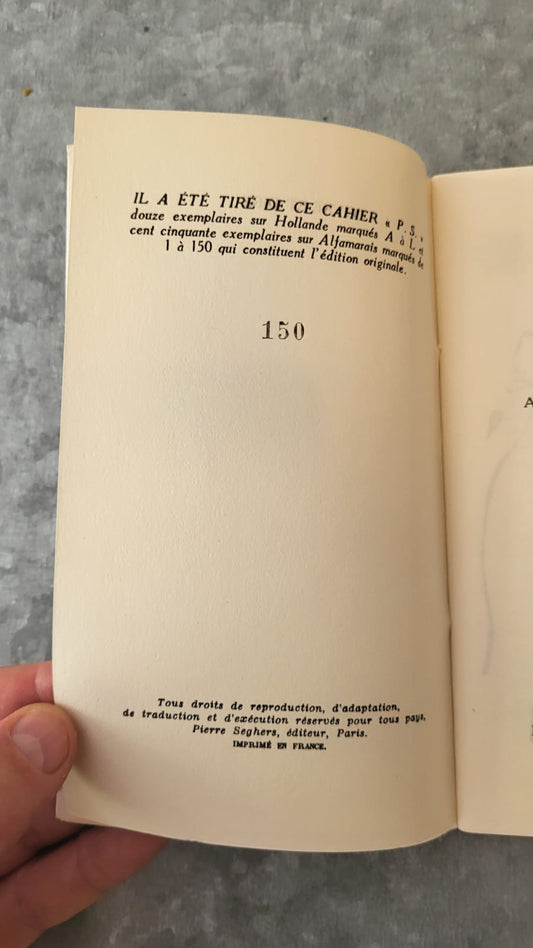 IL A ÉTÉ TIRÉ DE CE CAHIER « P. S. »
douze exemplaires sur Hollande marqués A à L et
cent cinquante exemplaires sur Alfamarais marqués de
1 à 150 qui constituent l'édition originale.
150
A
Tous droits de reproduction, d'adaptation,
de traduction et d'exécution réservés pour tous pays,
Pierre Seghers, éditeur, Paris.
IMPRIMÉ EN FRANCE.